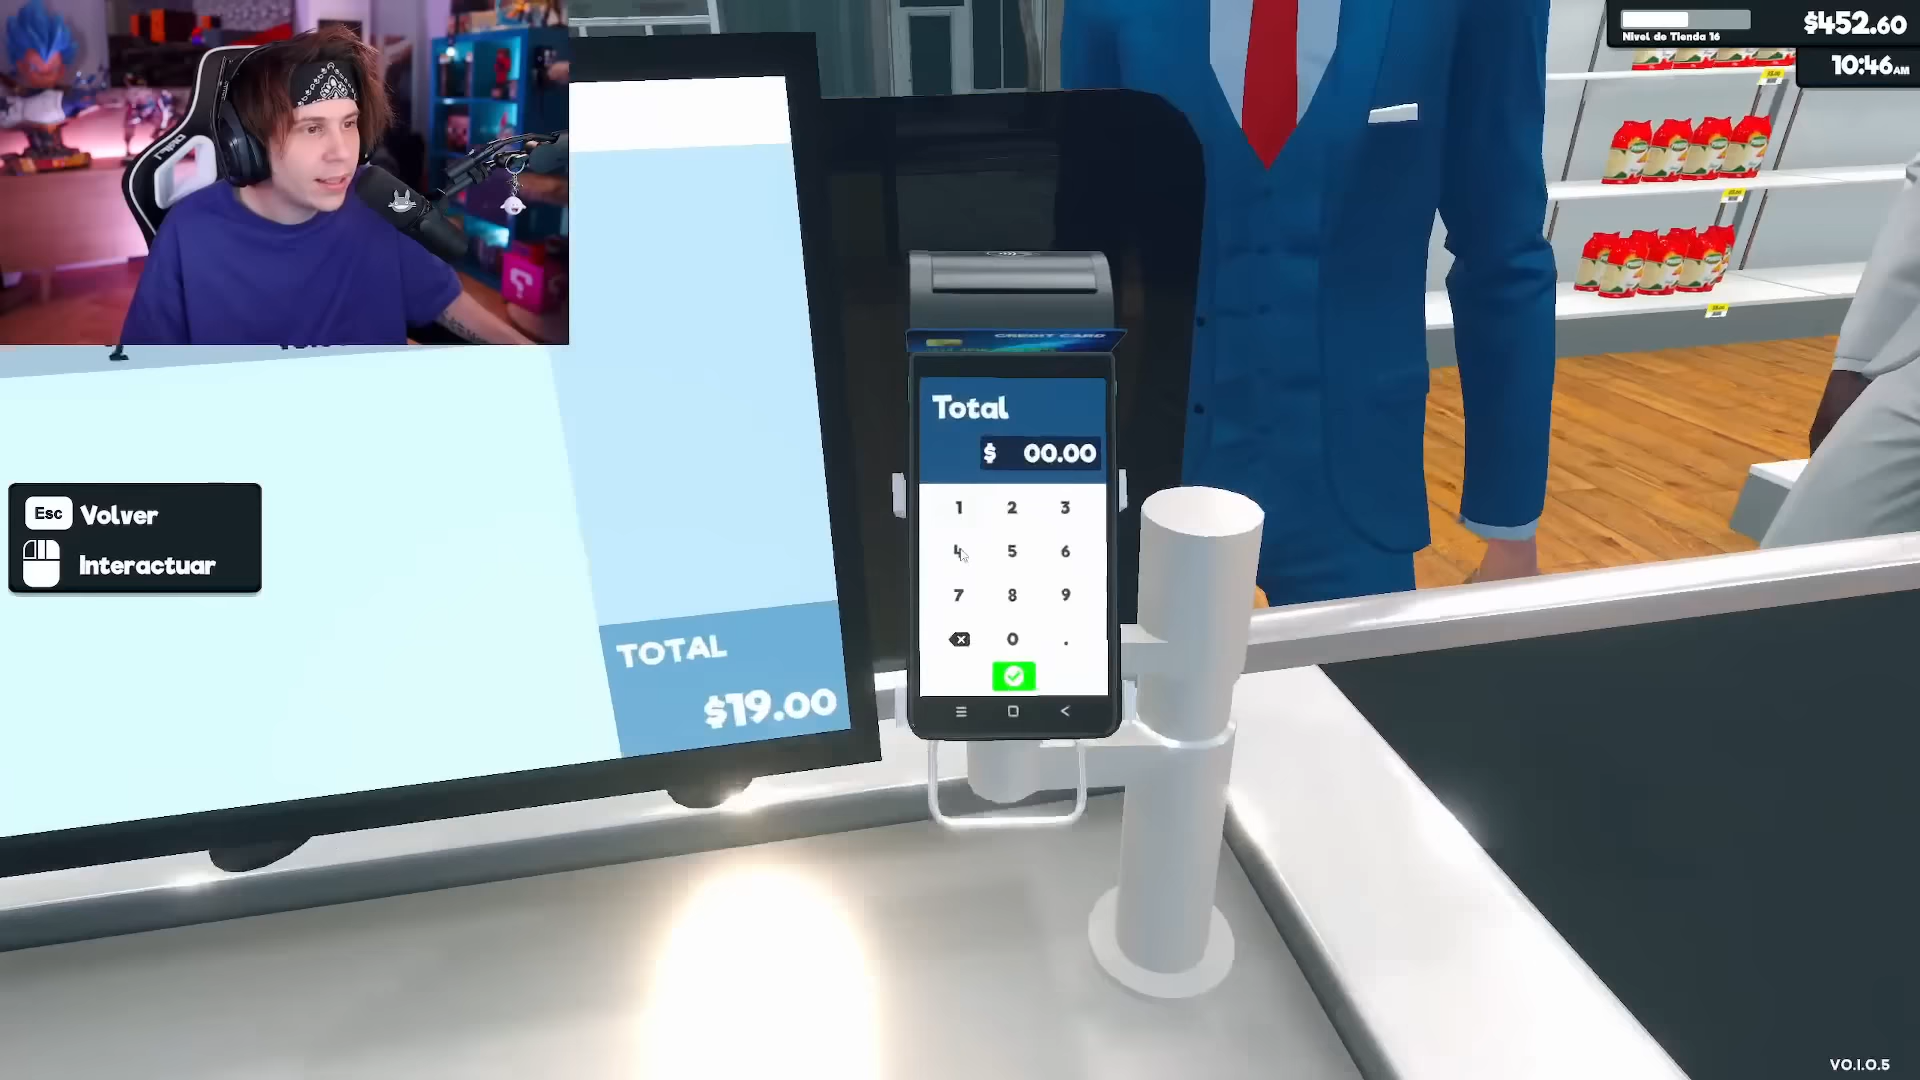 $452.60
Nivel de Tienda 16
10:46AM
CREDIT CARD
Total
$ 00.00
1 2 3
4 5 6
7 8 9
0 .
Esc Volver
Interactuar
TOTAL
$19.00
V0.1.0.5